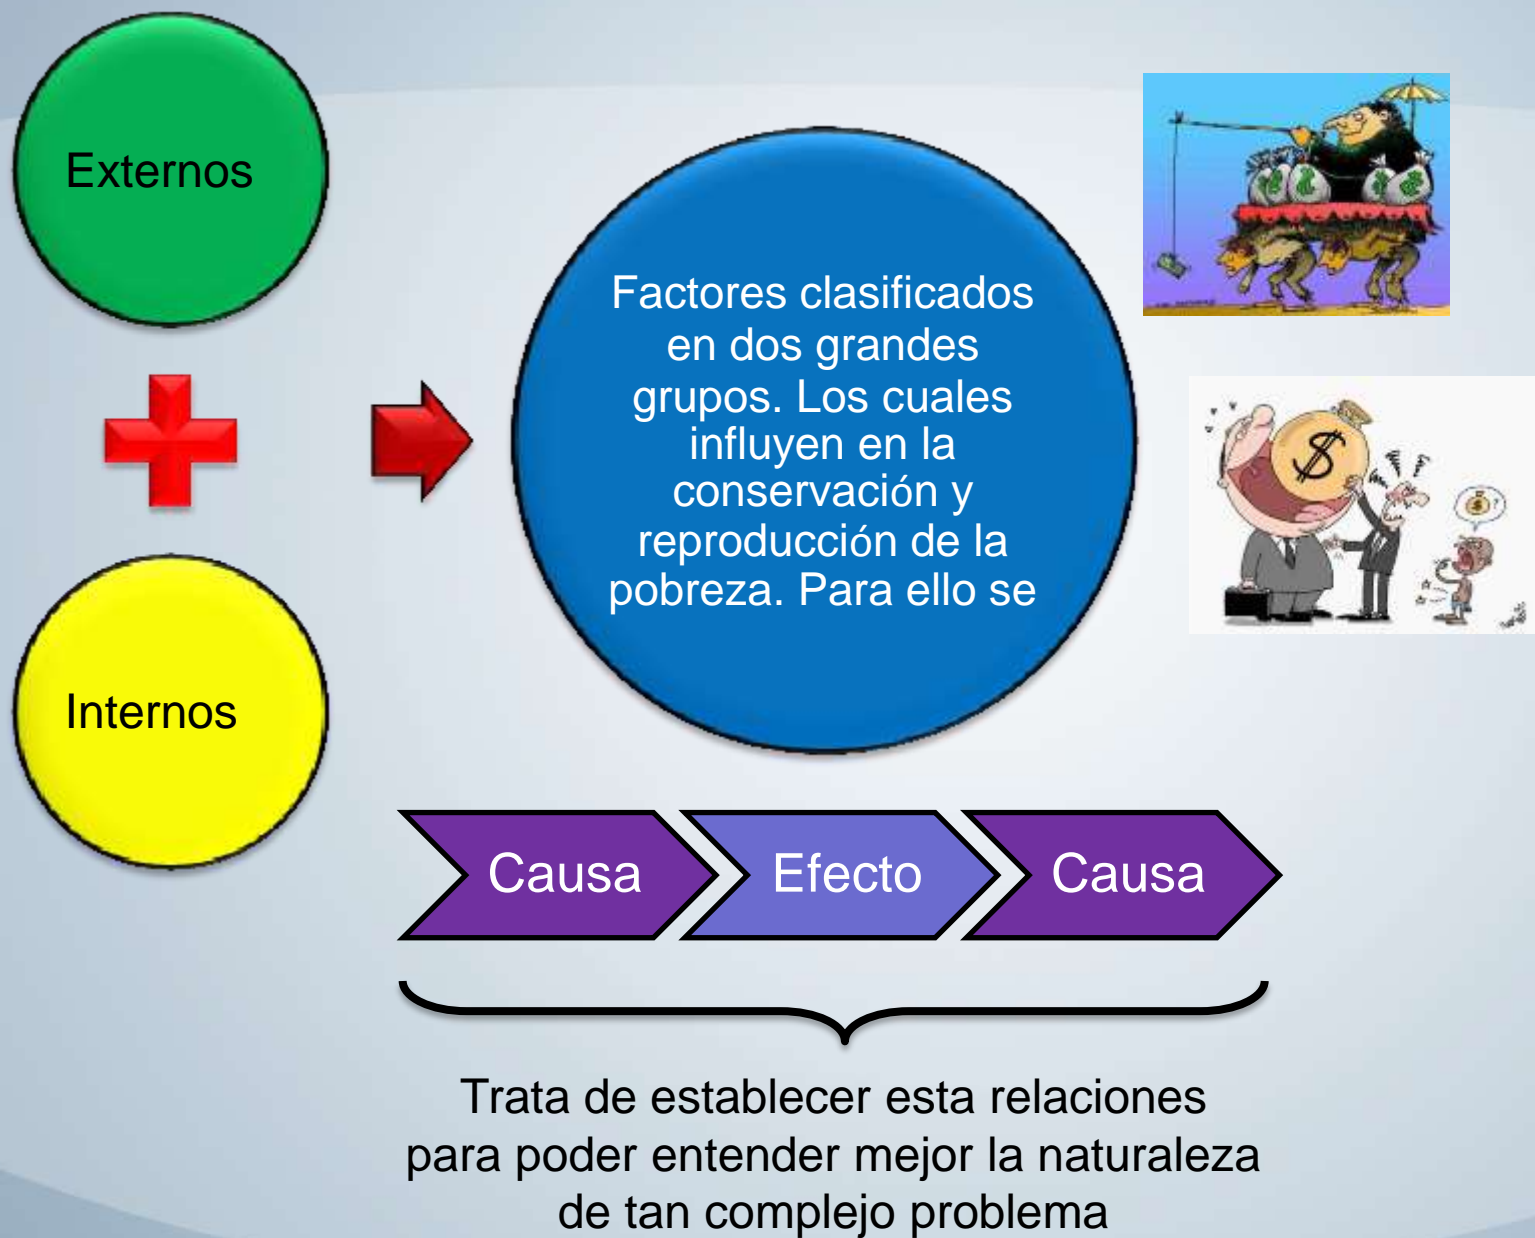 Externos
Internos
Factores clasificados
en dos grandes
grupos. Los cuales
influyen en la
conservación y
reproducción de la
pobreza. Para ello se
$
$
Causa
Efecto
Causa
Trata de establecer esta relaciones
para poder entender mejor la naturaleza
de tan complejo problema